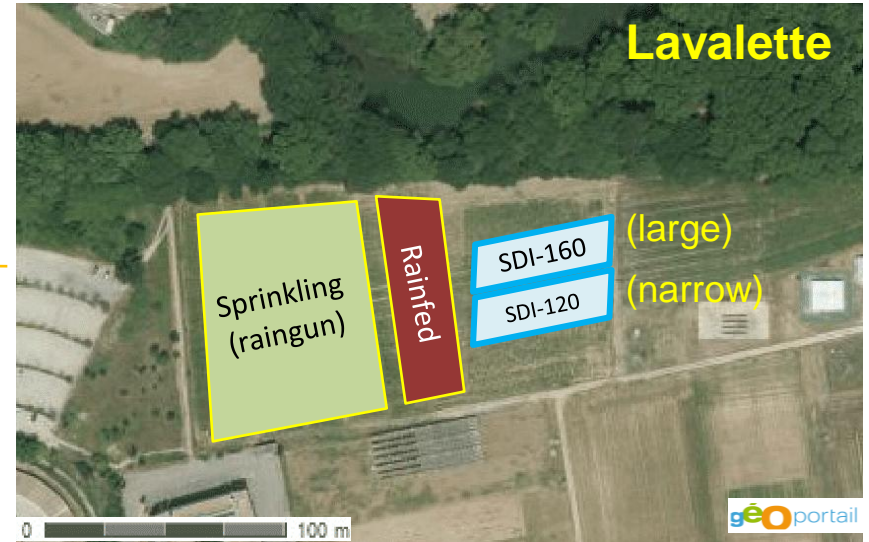 Lavalette
Sprinkling
(raingun)
Rainfed
SDI-160
(large)
SDI-120
(narrow)
0 100 m
géoportail